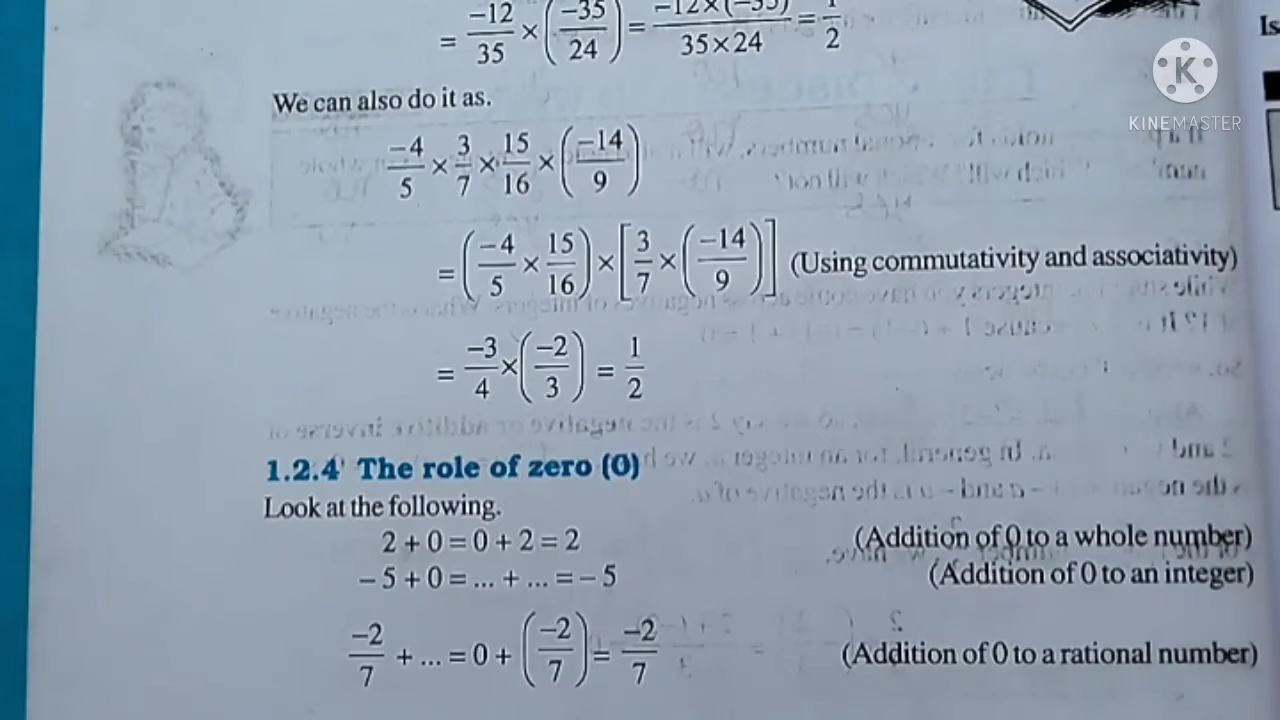 = −12/35 × (−35/24) = −12×(−35)/35×24 = 1/2
We can also do it as.
−4/5 × 3/7 × 15/16 × (−14/9)
= (−4/5 × 15/16) × [3/7 × (−14/9)] (Using commutativity and associativity)
= −3/4 × (−2/3) = 1/2
1.2.4 The role of zero (0)
Look at the following.
2 + 0 = 0 + 2 = 2 (Addition of 0 to a whole number)
− 5 + 0 = ... + ... = − 5 (Addition of 0 to an integer)
−2/7 + ... = 0 + (−2/7) = −2/7 (Addition of 0 to a rational number)
Is
K
KINEMASTER